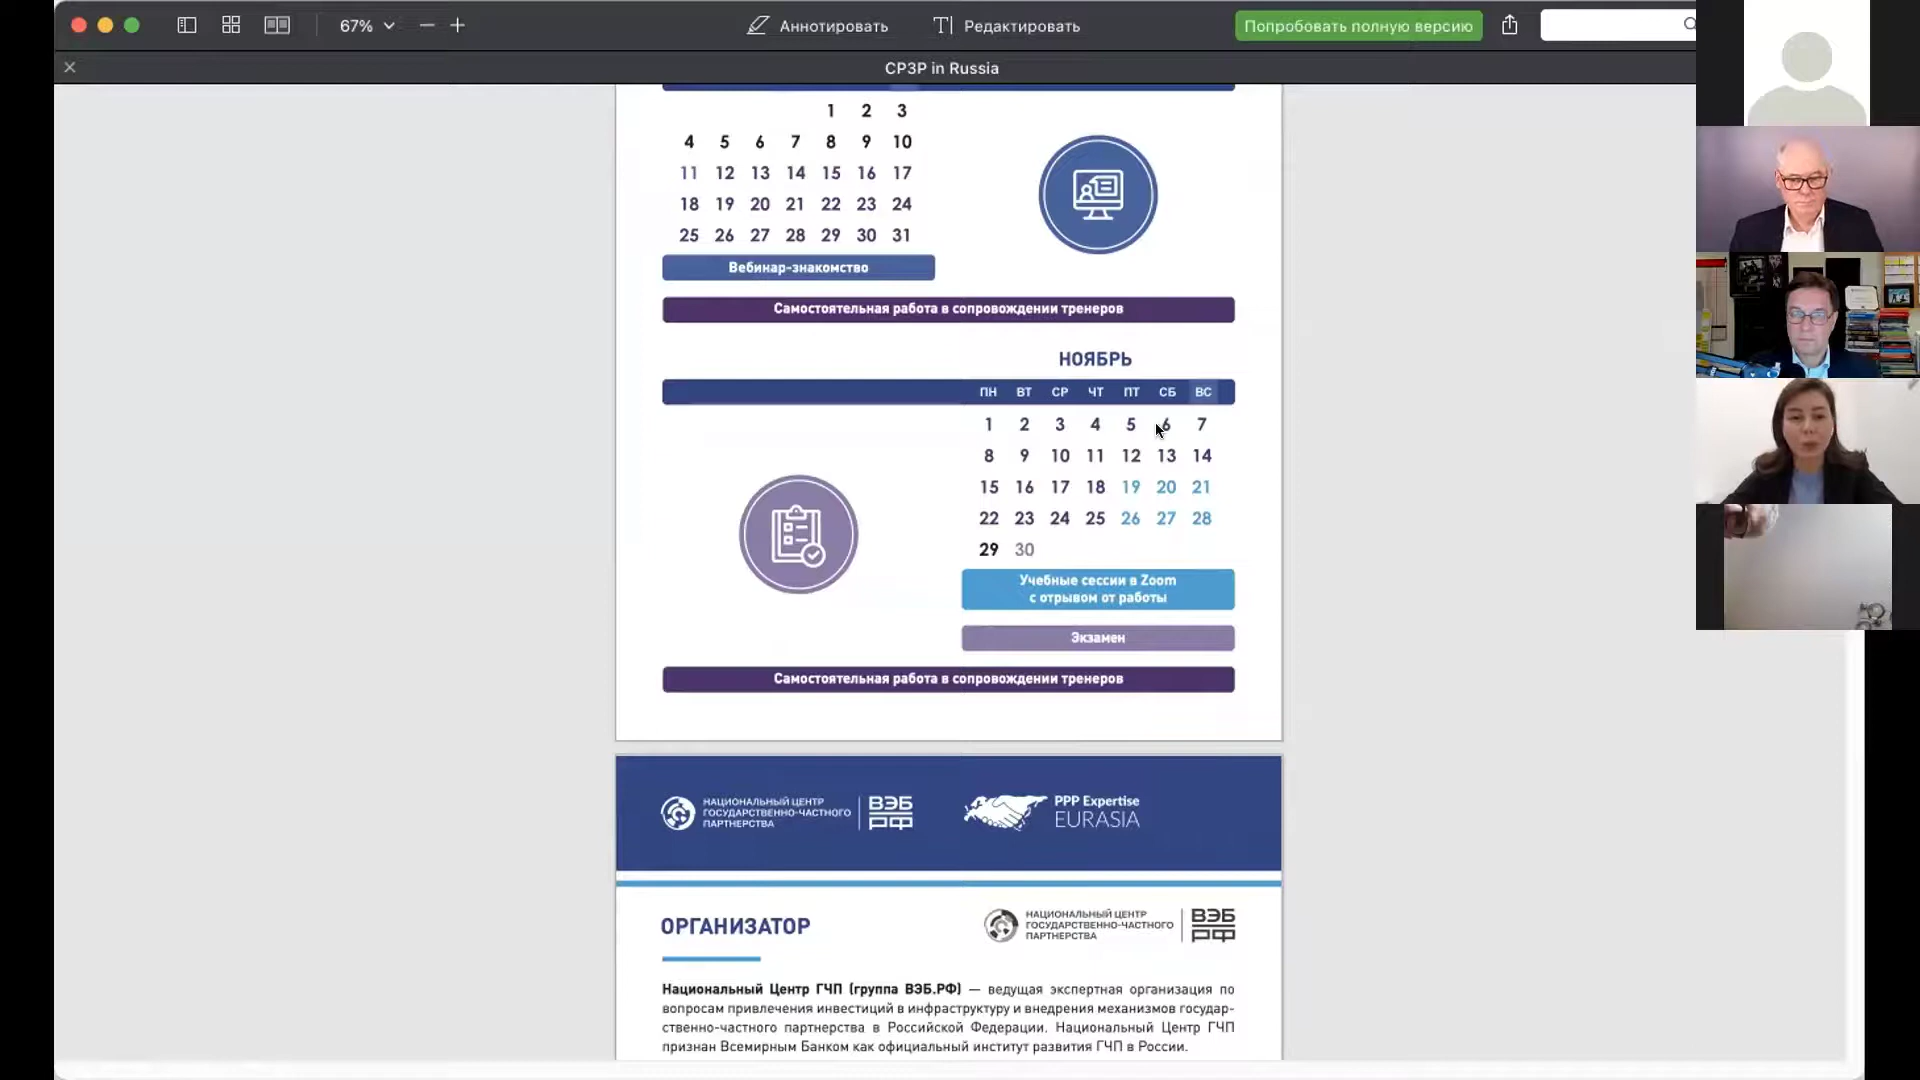 67%
Аннотировать
Редактировать
Попробовать полную версию
CP3P in Russia
1 2 3
4 5 6 7 8 9 10
11 12 13 14 15 16 17
18 19 20 21 22 23 24
25 26 27 28 29 30 31
Вебинар-знакомство
Самостоятельная работа в сопровождении тренеров
НОЯБРЬ
ПН ВТ СР ЧТ ПТ СБ ВС
1 2 3 4 5 6 7
8 9 10 11 12 13 14
15 16 17 18 19 20 21
22 23 24 25 26 27 28
29 30
Учебные сессии в Zoom
с отрывом от работы
Экзамен
Самостоятельная работа в сопровождении тренеров
НАЦИОНАЛЬНЫЙ ЦЕНТР
ГОСУДАРСТВЕННО-ЧАСТНОГО
ПАРТНЕРСТВА
ВЭБ
РФ
PPP Expertise
EURASIA
ОРГАНИЗАТОР
НАЦИОНАЛЬНЫЙ ЦЕНТР
ГОСУДАРСТВЕННО-ЧАСТНОГО
ПАРТНЕРСТВА
ВЭБ
РФ
Национальный Центр ГЧП (группа ВЭБ.РФ) — ведущая экспертная организация по
вопросам привлечения инвестиций в инфраструктуру и внедрения механизмов государ-
ственно-частного партнерства в Российской Федерации. Национальный Центр ГЧП
признан Всемирным Банком как официальный институт развития ГЧП в России.